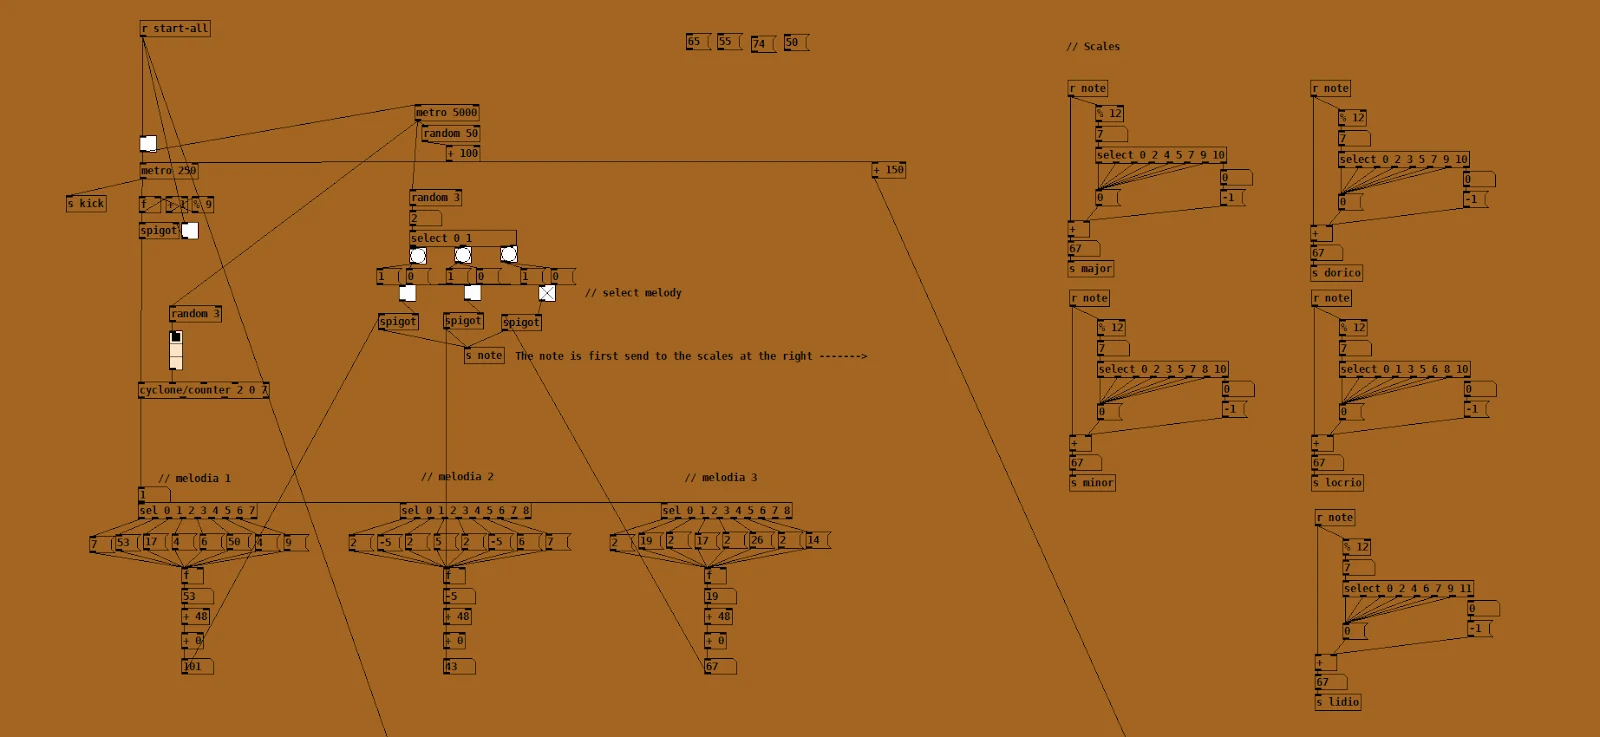 r start-all
65 55 74 50
// Scales
metro 5000
random 50
+ 100
metro 250
+ 150
s kick
f + 1 % 9
spigot
random 3
2
select 0 1
1 0 1 0 1 0
// select melody
spigot spigot spigot
s note The note is first send to the scales at the right ------->
random 3
cyclone/counter 2 0 7
// melodia 1
1
sel 0 1 2 3 4 5 6 7
7 53 17 4 6 50 4 9
f
53
+ 48
+ 0
101
// melodia 2
sel 0 1 2 3 4 5 6 7 8
2 -5 2 5 2 -5 6 7
f
-5
+ 48
+ 0
43
// melodia 3
sel 0 1 2 3 4 5 6 7 8
2 19 2 17 2 26 2 14
f
19
+ 48
+ 0
67
r note
% 12
7
select 0 2 4 5 7 9 10
0
0
-1
+
67
s major
r note
% 12
7
select 0 2 3 5 7 9 10
0
0
-1
+
67
s dorico
r note
% 12
7
select 0 2 3 5 7 8 10
0
0
-1
+
67
s minor
r note
% 12
7
select 0 1 3 5 6 8 10
0
0
-1
+
67
s locrio
r note
% 12
7
select 0 2 4 6 7 9 11
0
0
-1
+
67
s lidio